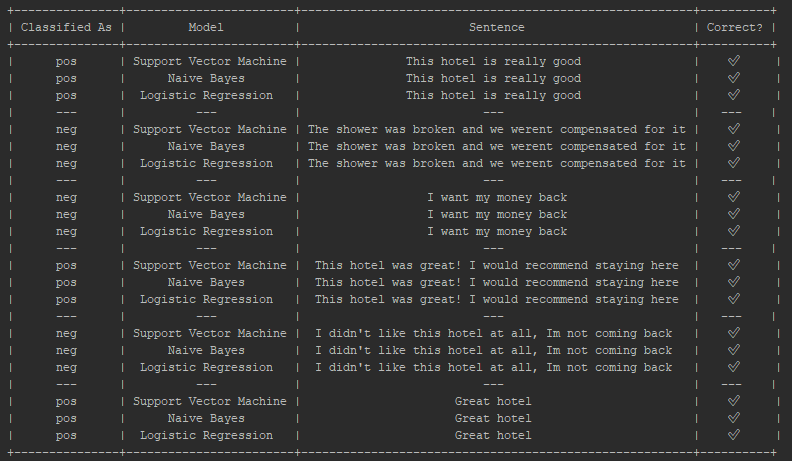 +---------------+------------------------+--------------------------------------------------------+----------+
| Classified As |         Model          |                        Sentence                        | Correct? |
+---------------+------------------------+--------------------------------------------------------+----------+
|      pos      | Support Vector Machine |               This hotel is really good                |    ✅    |
|      pos      |      Naive Bayes       |               This hotel is really good                |    ✅    |
|      pos      |  Logistic Regression   |               This hotel is really good                |    ✅    |
|      ---      |          ---           |                          ---                           |   ---    |
|      neg      | Support Vector Machine | The shower was broken and we werent compensated for it |    ✅    |
|      neg      |      Naive Bayes       | The shower was broken and we werent compensated for it |    ✅    |
|      neg      |  Logistic Regression   | The shower was broken and we werent compensated for it |    ✅    |
|      ---      |          ---           |                          ---                           |   ---    |
|      neg      | Support Vector Machine |                  I want my money back                  |    ✅    |
|      neg      |      Naive Bayes       |                  I want my money back                  |    ✅    |
|      neg      |  Logistic Regression   |                  I want my money back                  |    ✅    |
|      ---      |          ---           |                          ---                           |   ---    |
|      pos      | Support Vector Machine |  This hotel was great! I would recommend staying here  |    ✅    |
|      pos      |      Naive Bayes       |  This hotel was great! I would recommend staying here  |    ✅    |
|      pos      |  Logistic Regression   |  This hotel was great! I would recommend staying here  |    ✅    |
|      ---      |          ---           |                          ---                           |   ---    |
|      neg      | Support Vector Machine |  I didn't like this hotel at all, Im not coming back   |    ✅    |
|      neg      |      Naive Bayes       |  I didn't like this hotel at all, Im not coming back   |    ✅    |
|      neg      |  Logistic Regression   |  I didn't like this hotel at all, Im not coming back   |    ✅    |
|      ---      |          ---           |                          ---                           |   ---    |
|      pos      | Support Vector Machine |                      Great hotel                       |    ✅    |
|      pos      |      Naive Bayes       |                      Great hotel                       |    ✅    |
|      pos      |  Logistic Regression   |                      Great hotel                       |    ✅    |
+---------------+------------------------+--------------------------------------------------------+----------+